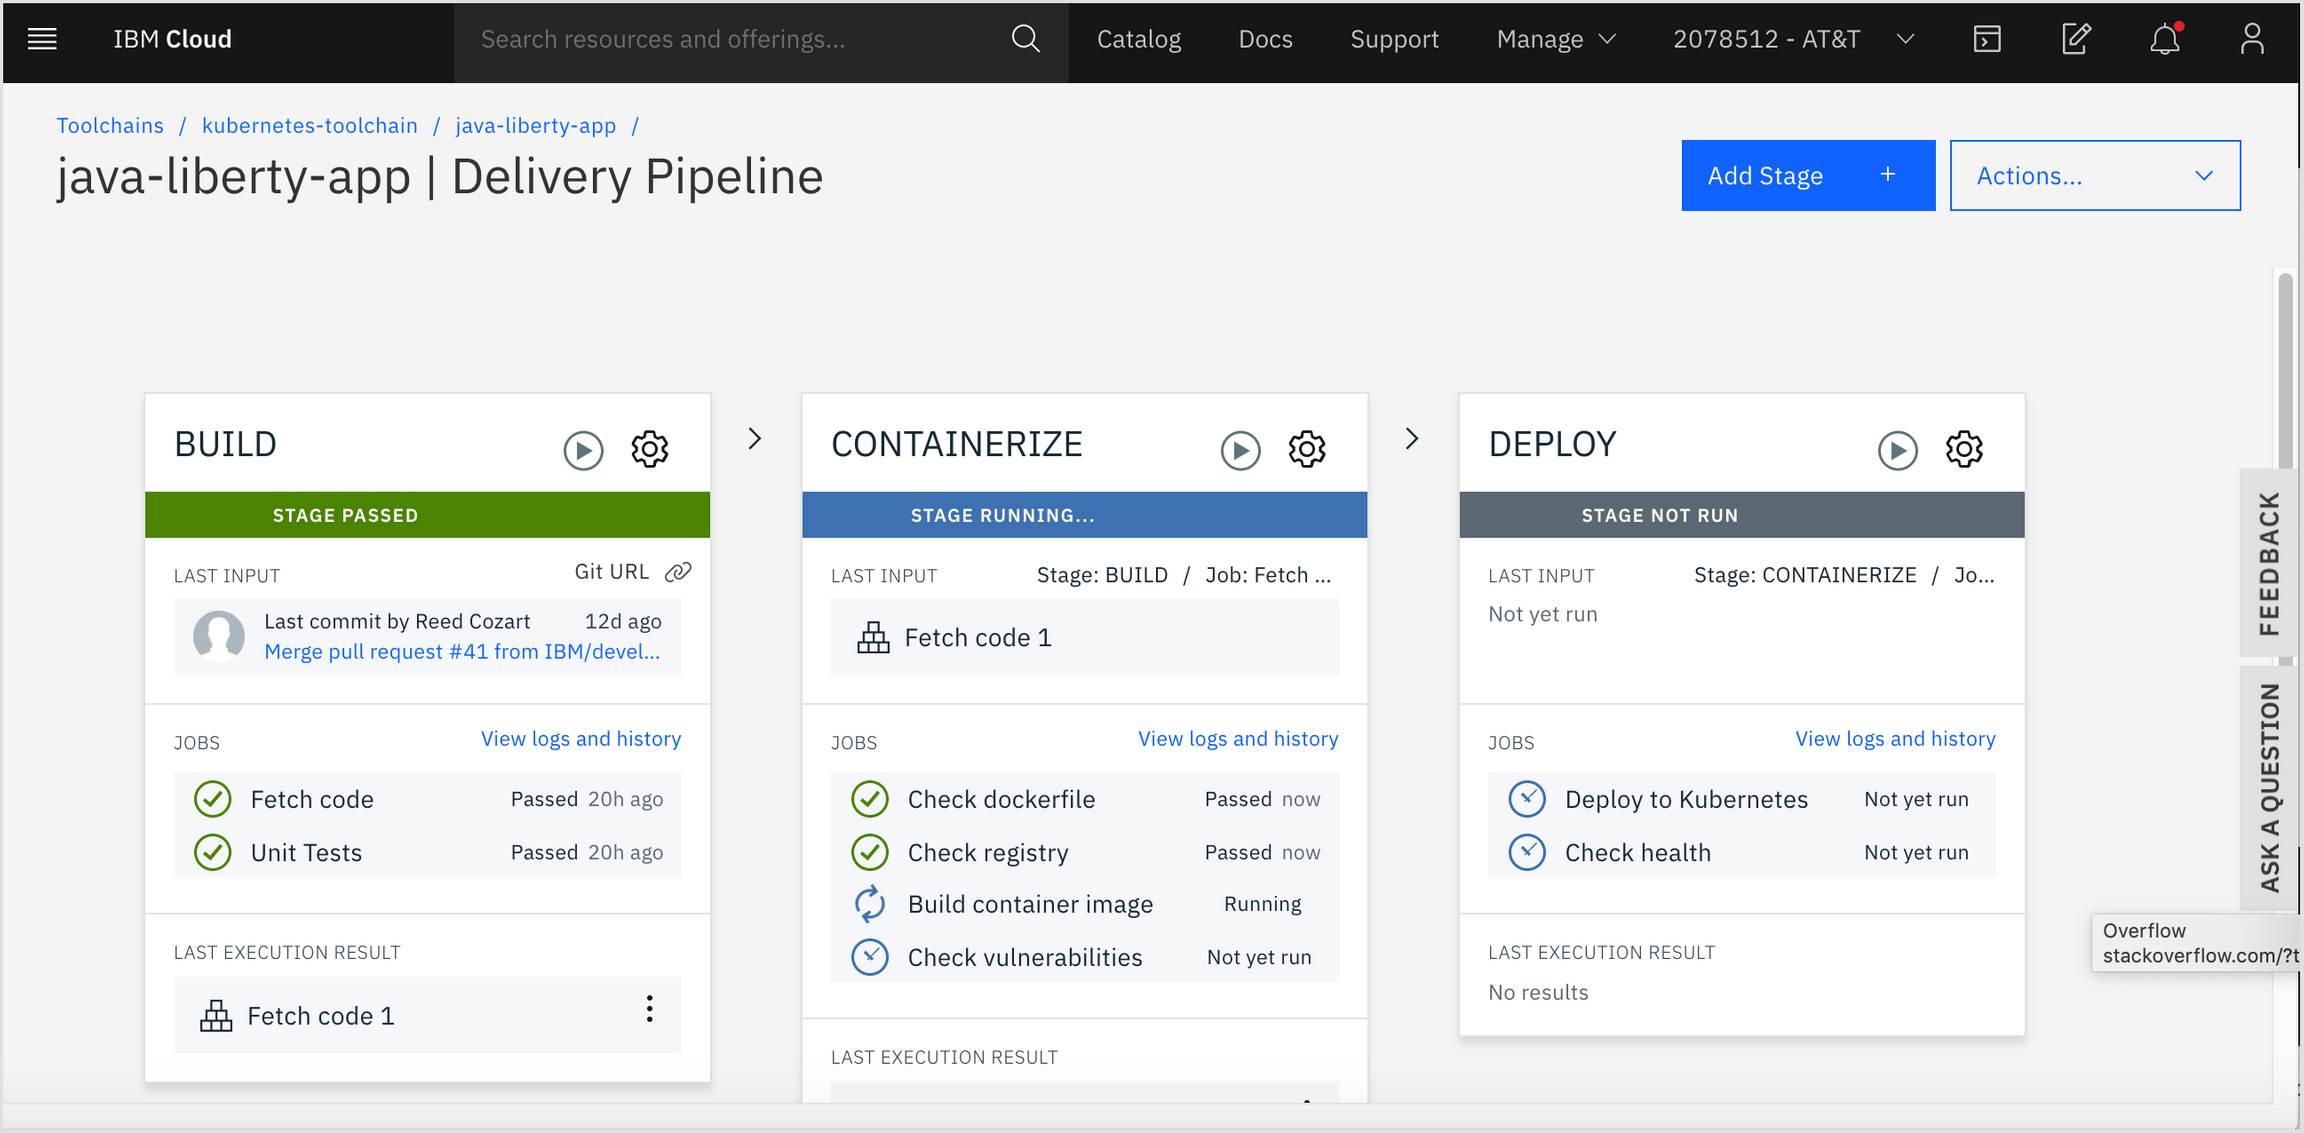 IBM Cloud
Search resources and offerings...
Catalog
Docs
Support
Manage
2078512 - AT&T
Toolchains / kubernetes-toolchain / java-liberty-app /
java-liberty-app | Delivery Pipeline
Add Stage +
Actions...
BUILD
STAGE PASSED
LAST INPUT
Git URL
Last commit by Reed Cozart 12d ago
Merge pull request #41 from IBM/devel...
JOBS
View logs and history
Fetch code Passed 20h ago
Unit Tests Passed 20h ago
LAST EXECUTION RESULT
Fetch code 1
CONTAINERIZE
STAGE RUNNING...
LAST INPUT
Stage: BUILD / Job: Fetch ...
Fetch code 1
JOBS
View logs and history
Check dockerfile Passed now
Check registry Passed now
Build container image Running
Check vulnerabilities Not yet run
LAST EXECUTION RESULT
DEPLOY
STAGE NOT RUN
LAST INPUT
Stage: CONTAINERIZE / Jo...
Not yet run
JOBS
View logs and history
Deploy to Kubernetes Not yet run
Check health Not yet run
LAST EXECUTION RESULT
No results
FEEDBACK
ASK A QUESTION
Overflow
stackoverflow.com/?t